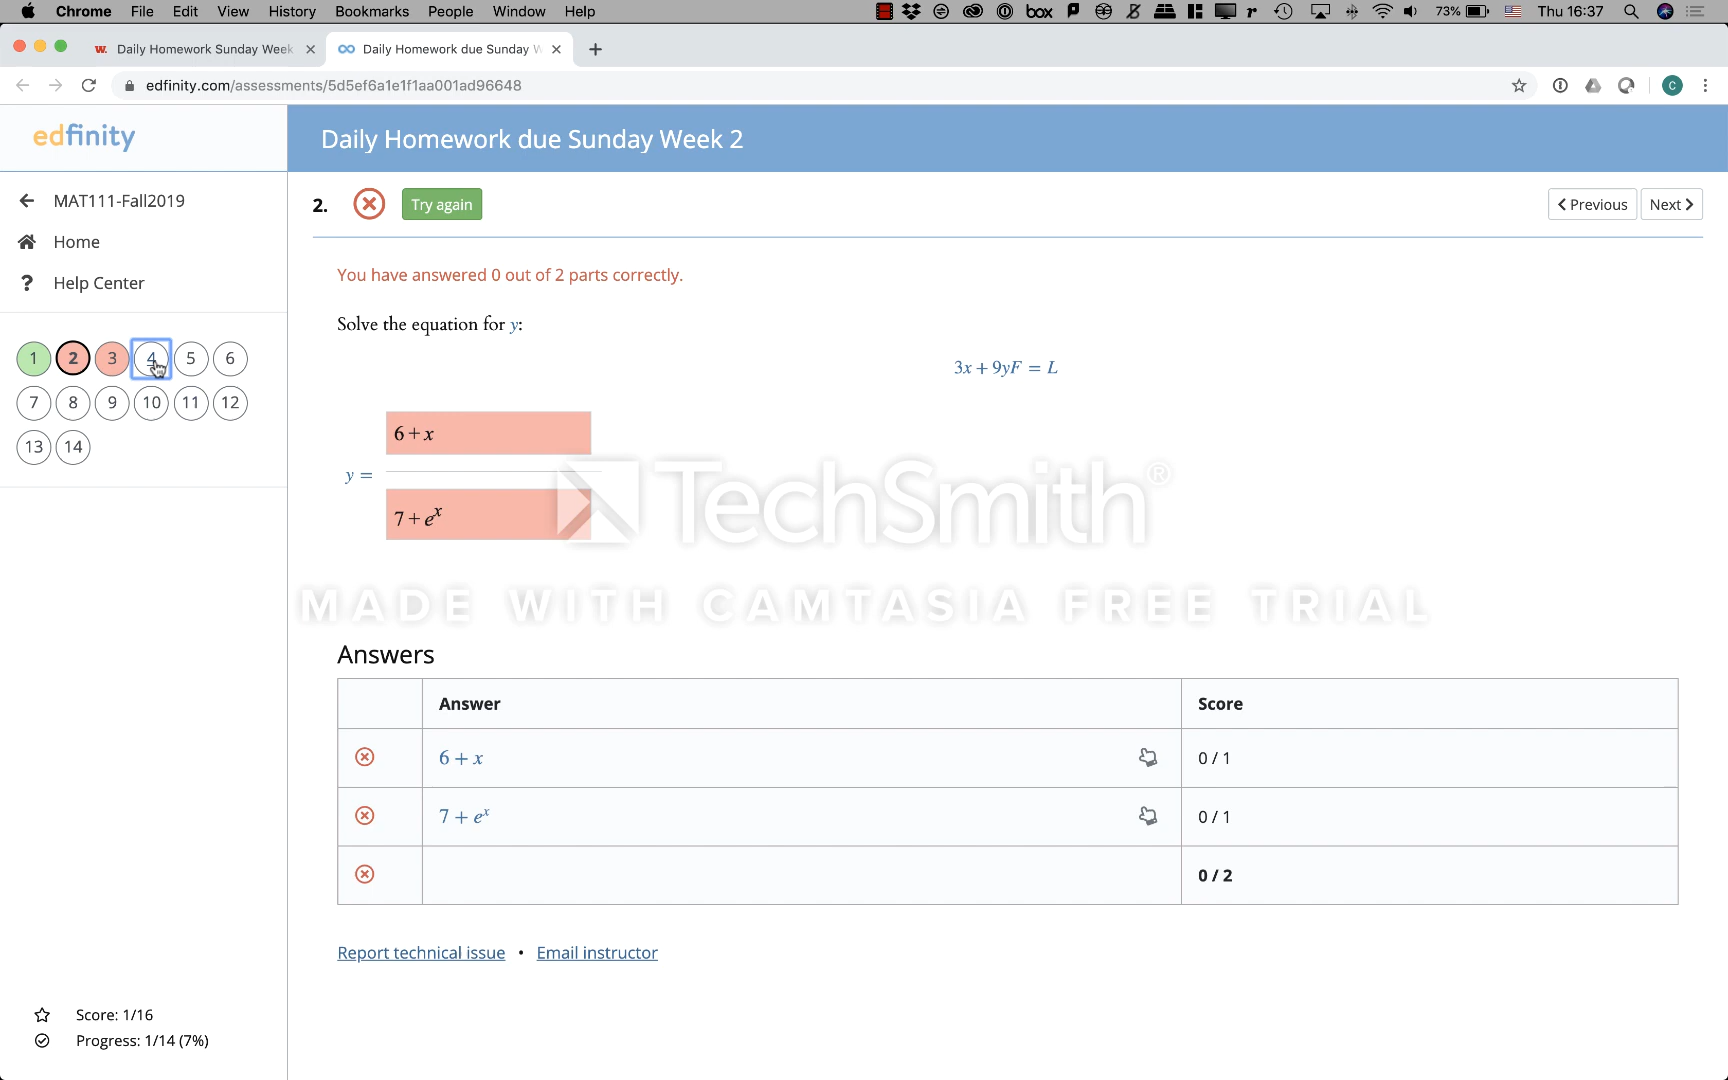 Chrome File Edit View History Bookmarks People Window Help box 73% Thu 16:37
w. Daily Homework Sunday Week
Daily Homework due Sunday W
edfinity.com/assessments/5d5ef6a1e1f1aa001ad96648
C
edfinity
Daily Homework due Sunday Week 2
MAT111-Fall2019
Home
? Help Center
2. Try again
Previous Next
You have answered 0 out of 2 parts correctly.
Solve the equation for y:
3x + 9yF = L
1 2 3 4 5 6
7 8 9 10 11 12
13 14
6 + x
y =
7 + e^x
TechSmith®
MADE WITH CAMTASIA FREE TRIAL
Answers
Answer Score
6 + x 0 / 1
7 + e^x 0 / 1
0 / 2
Report technical issue • Email instructor
Score: 1/16
Progress: 1/14 (7%)